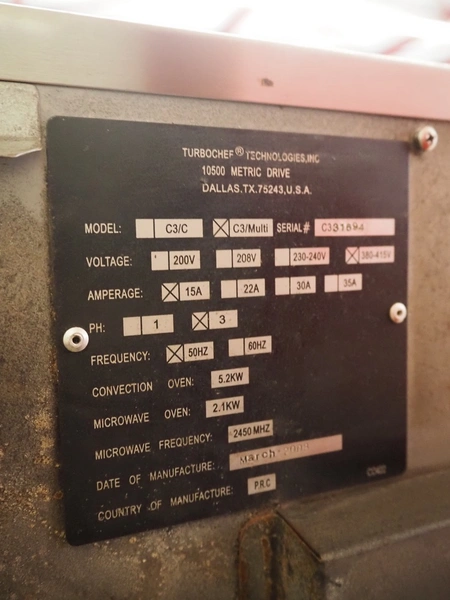 TURBOCHEF® TECHNOLOGIES,INC
10500 METRIC DRIVE
DALLAS,TX.75243,U.S.A.
MODEL: C3/C C3/Multi SERIAL# C331594
VOLTAGE: 200V 208V 230-240V 380-415V
AMPERAGE: 15A 22A 30A 35A
PH: 1 3
FREQUENCY: 50HZ 60HZ
CONVECTION OVEN: 5.2KW
MICROWAVE OVEN: 2.1KW
MICROWAVE FREQUENCY: 2450 MHZ
DATE OF MANUFACTURE: March
COUNTRY OF MANUFACTURE: P.R.C